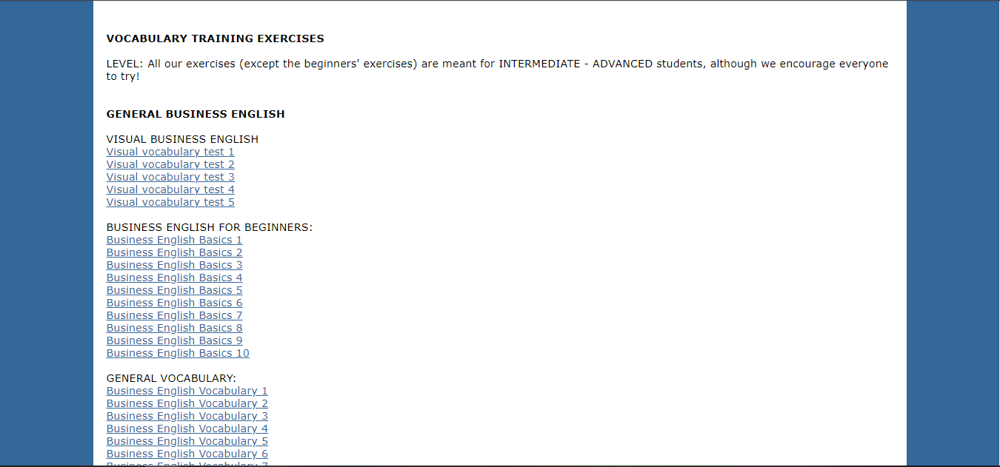 VOCABULARY TRAINING EXERCISES
LEVEL: All our exercises (except the beginners' exercises) are meant for INTERMEDIATE - ADVANCED students, although we encourage everyone
to try!
GENERAL BUSINESS ENGLISH
VISUAL BUSINESS ENGLISH
Visual vocabulary test 1
Visual vocabulary test 2
Visual vocabulary test 3
Visual vocabulary test 4
Visual vocabulary test 5
BUSINESS ENGLISH FOR BEGINNERS:
Business English Basics 1
Business English Basics 2
Business English Basics 3
Business English Basics 4
Business English Basics 5
Business English Basics 6
Business English Basics 7
Business English Basics 8
Business English Basics 9
Business English Basics 10
GENERAL VOCABULARY:
Business English Vocabulary 1
Business English Vocabulary 2
Business English Vocabulary 3
Business English Vocabulary 4
Business English Vocabulary 5
Business English Vocabulary 6
Business English Vocabulary 7